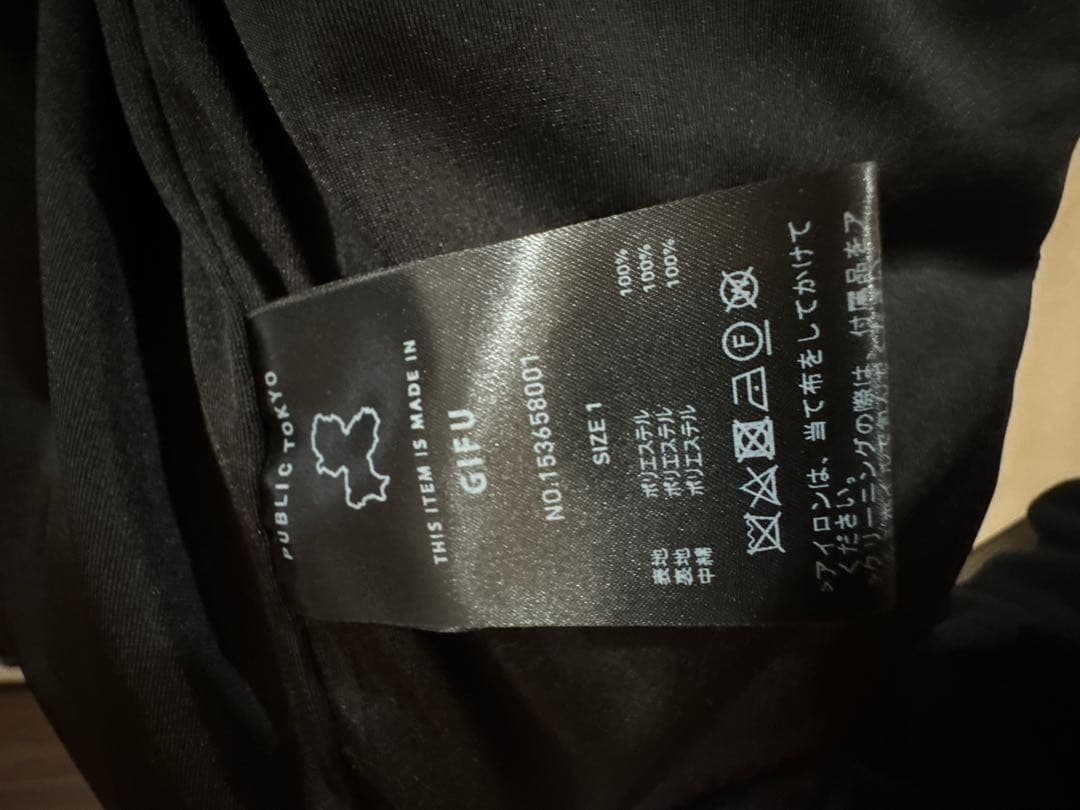 PUBLIC TOKYO
THIS ITEM IS MADE IN
GIFU
NO.153658001
SIZE 1
表地 ポリエステル 100%
裏地 ポリエステル 100%
中綿 ポリエステル 100%
F
※アイロンは、当て布をしてかけて
ください。
※クリーニングの際は、付属品をア